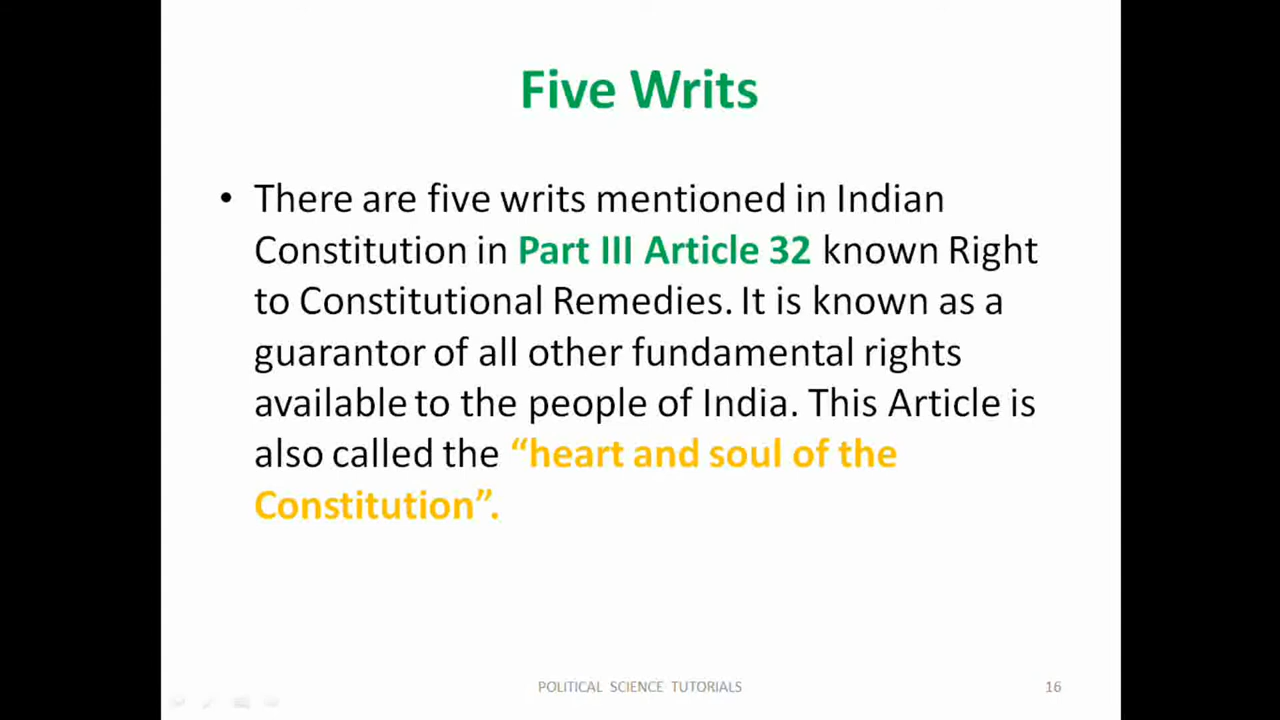 Five Writs
• There are five writs mentioned in Indian
Constitution in Part III Article 32 known Right
to Constitutional Remedies. It is known as a
guarantor of all other fundamental rights
available to the people of India. This Article is
also called the “heart and soul of the
Constitution”.
POLITICAL SCIENCE TUTORIALS
16